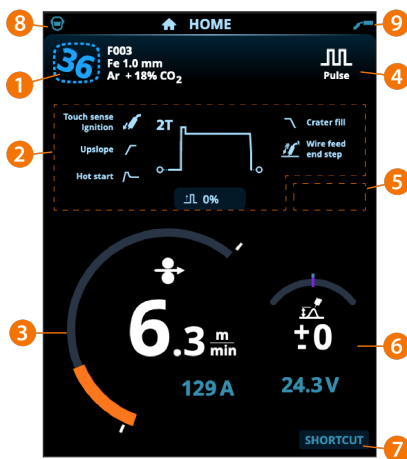 8
HOME
9
36
F003
Fe 1.0 mm
Ar + 18% CO₂
Pulse
1
4
Touch sense
Ignition
2T
Crater fill
2
Upslope
Wire feed
end step
Hot start
5
0%
3
6.3 m/min
±0
6
129 A
24.3 V
SHORTCUT
7